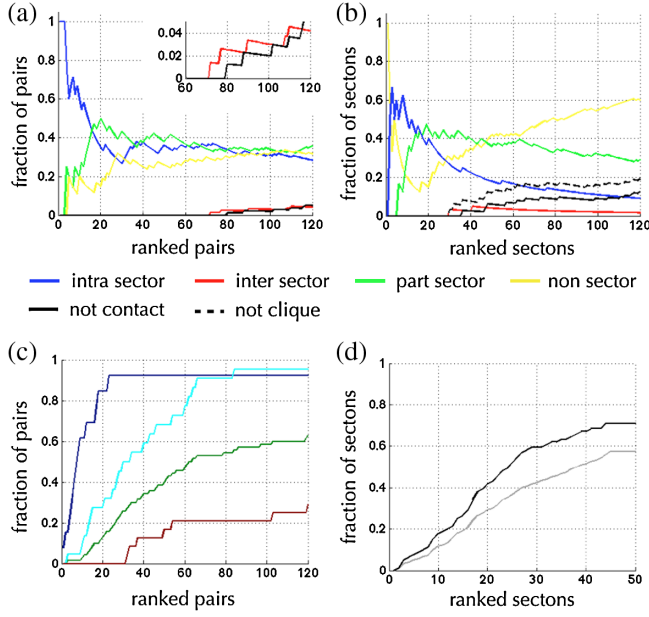 (a)
(b)
fraction of pairs
1
0.8
0.6
0.4
0.2
0
0 20 40 60 80 100 120
ranked pairs
0.04
0.02
0
60 80 100 120
fraction of sectons
1
0.8
0.6
0.4
0.2
0
0 20 40 60 80 100 120
ranked sectons
intra sector
inter sector
part sector
non sector
not contact
not clique
(c)
(d)
fraction of pairs
1
0.8
0.6
0.4
0.2
0
0 20 40 60 80 100 120
ranked pairs
fraction of sectons
1
0.8
0.6
0.4
0.2
0
0 10 20 30 40 50
ranked sectons